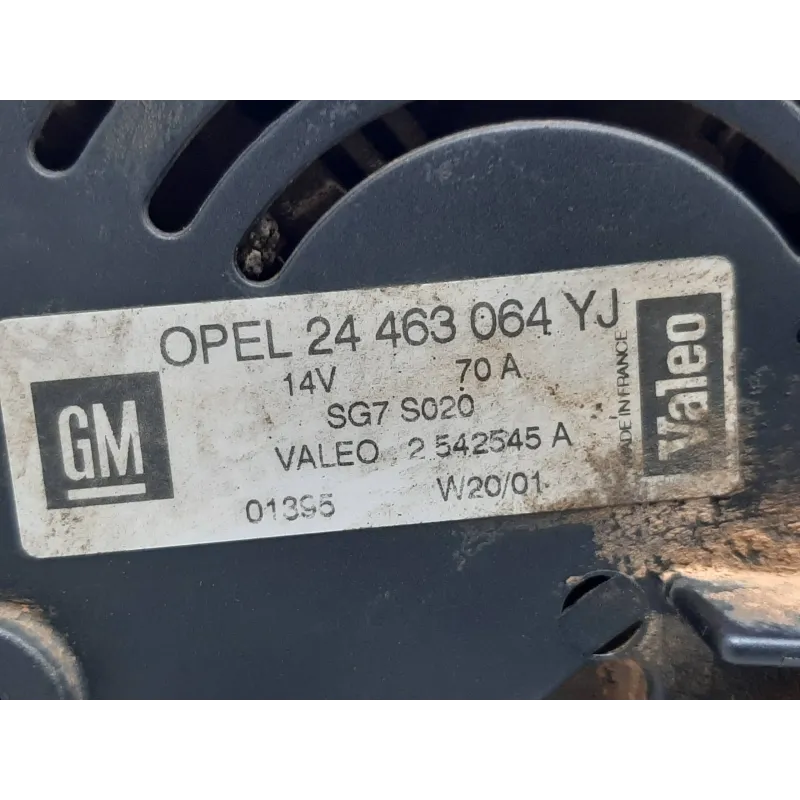 OPEL 24 463 064 YJ
14V 70 A
SG7 S020
VALEO 2 542545 A
01395 W20/01
GM
MADE IN FRANCE
Valeo